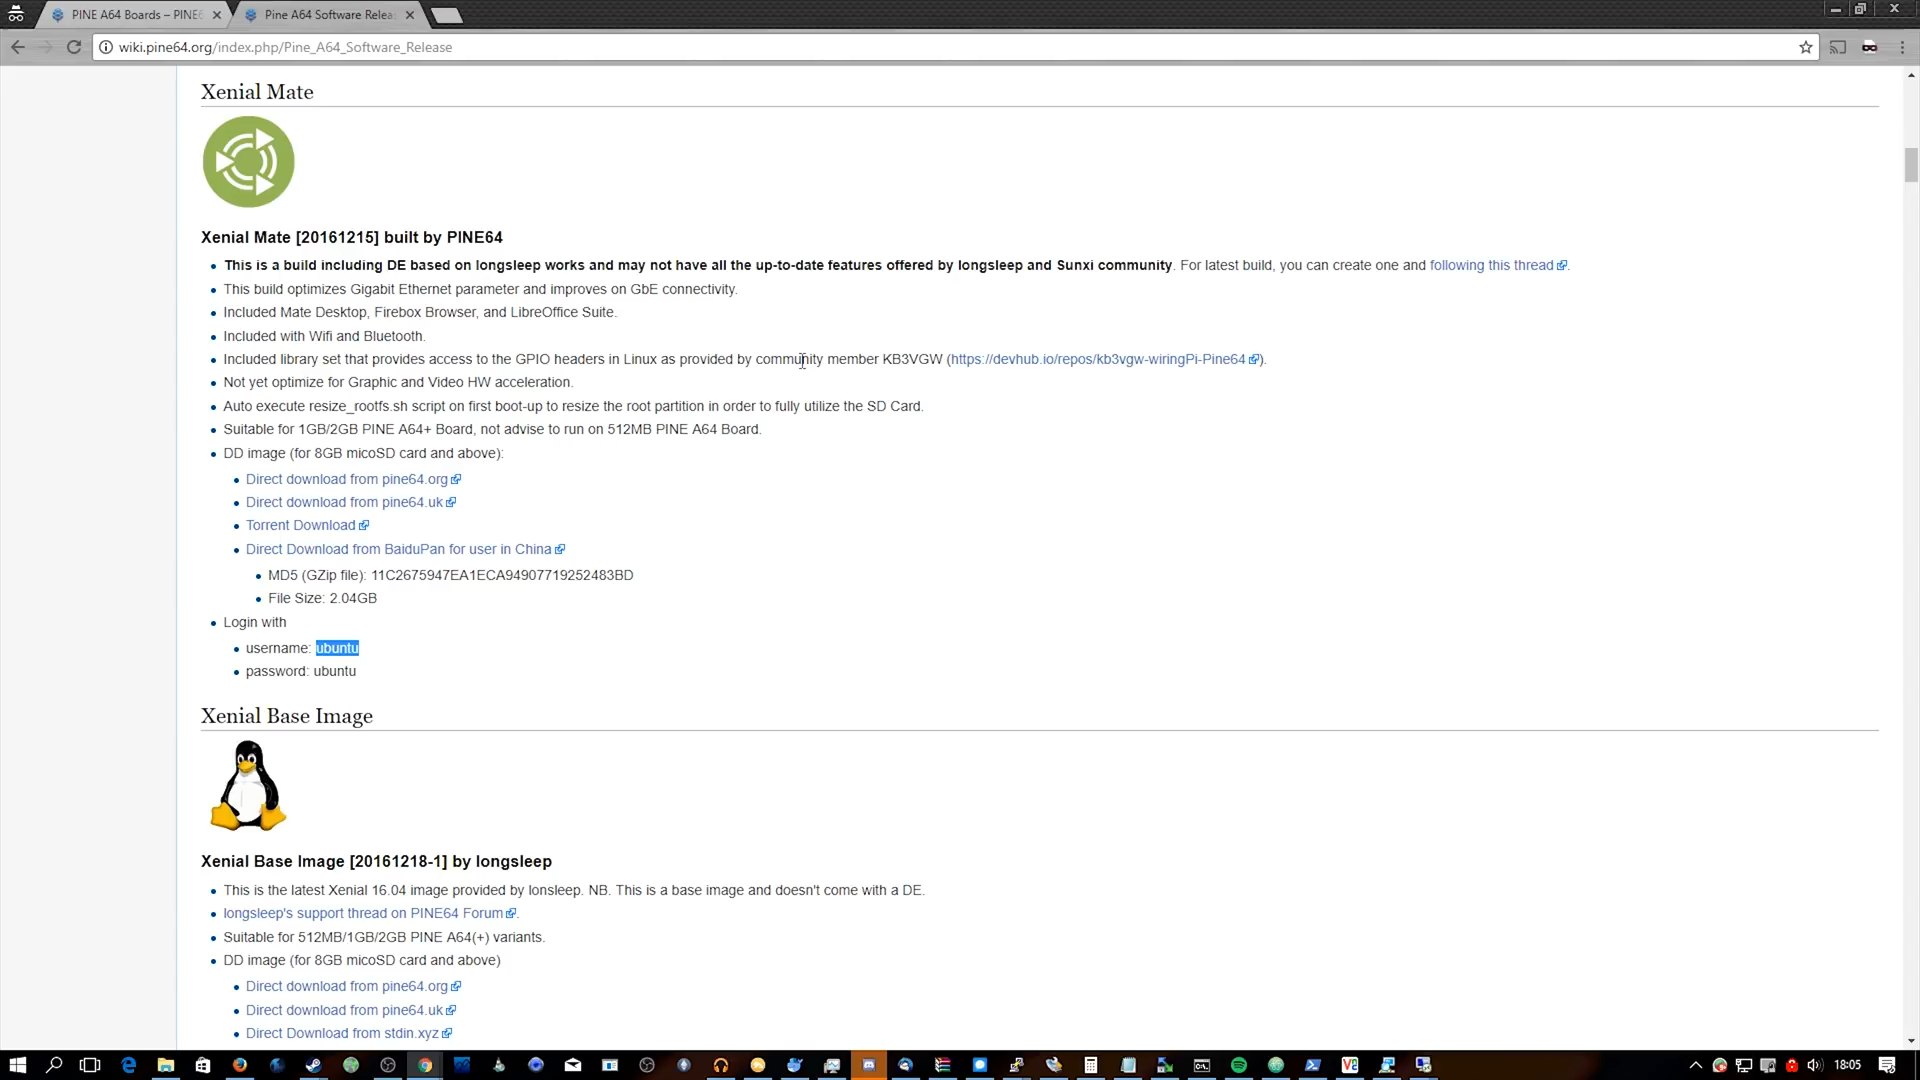 PINE A64 Boards – PINE6
Pine A64 Software Relea
wiki.pine64.org/index.php/Pine_A64_Software_Release
Xenial Mate
Xenial Mate [20161215] built by PINE64
This is a build including DE based on longsleep works and may not have all the up-to-date features offered by longsleep and Sunxi community. For latest build, you can create one and following this thread.
This build optimizes Gigabit Ethernet parameter and improves on GbE connectivity.
Included Mate Desktop, Firebox Browser, and LibreOffice Suite.
Included with Wifi and Bluetooth.
Included library set that provides access to the GPIO headers in Linux as provided by community member KB3VGW (https://devhub.io/repos/kb3vgw-wiringPi-Pine64).
Not yet optimize for Graphic and Video HW acceleration.
Auto execute resize_rootfs.sh script on first boot-up to resize the root partition in order to fully utilize the SD Card.
Suitable for 1GB/2GB PINE A64+ Board, not advise to run on 512MB PINE A64 Board.
DD image (for 8GB micoSD card and above):
Direct download from pine64.org
Direct download from pine64.uk
Torrent Download
Direct Download from BaiduPan for user in China
MD5 (GZip file): 11C2675947EA1ECA94907719252483BD
File Size: 2.04GB
Login with
username: ubuntu
password: ubuntu
Xenial Base Image
Xenial Base Image [20161218-1] by longsleep
This is the latest Xenial 16.04 image provided by lonsleep. NB. This is a base image and doesn't come with a DE.
longsleep's support thread on PINE64 Forum.
Suitable for 512MB/1GB/2GB PINE A64(+) variants.
DD image (for 8GB micoSD card and above)
Direct download from pine64.org
Direct download from pine64.uk
Direct Download from stdin.xyz
18:05